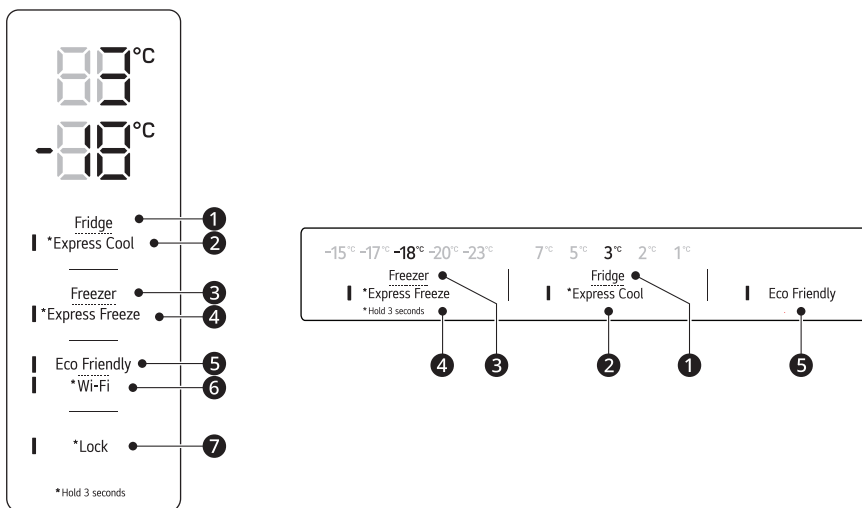 3°C
-18°C
Fridge
*Express Cool
Freezer
*Express Freeze
Eco Friendly
*Wi-Fi
*Lock
*Hold 3 seconds
1
2
3
4
5
6
7
-15°C -17°C -18°C -20°C -23°C 7°C 5°C 3°C 2°C 1°C
Freezer
*Express Freeze
*Hold 3 seconds
Fridge
*Express Cool
Eco Friendly
4 3 2 1 5